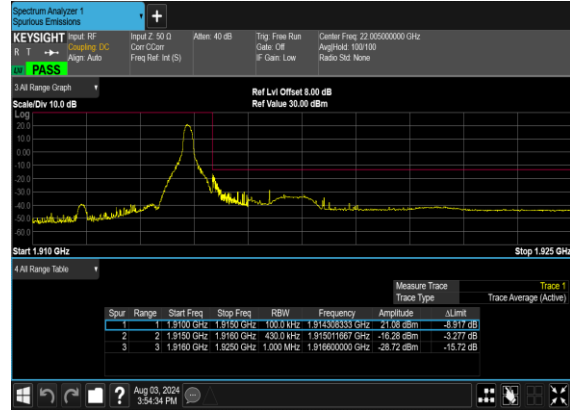 Spectrum Analyzer 1
Spurious Emissions
KEYSIGHT Input: RF Input Z: 50 Ω Atten: 40 dB Trig: Free Run Center Freq: 22.005000000 GHz
R T Coupling: DC Corr CCorr Gate: Off Avg|Hold: 100/100
Align: Auto Freq Ref: Int (S) IF Gain: Low Radio Std: None
PASS
3 All Range Graph
Ref Lvl Offset 8.00 dB
Scale/Div 10.0 dB Ref Value 30.00 dBm
Log
20.0
10.0
0.00
-10.0
-20.0
-30.0
-40.0
-50.0
-60.0
Start 1.910 GHz Stop 1.925 GHz
4 All Range Table
Measure Trace Trace 1
Trace Type Trace Average (Active)
Spur Range Start Freq Stop Freq RBW Frequency Amplitude ΔLimit
1 1 1.9100 GHz 1.9150 GHz 100.0 kHz 1.914308333 GHz 21.08 dBm -8.917 dB
2 2 1.9150 GHz 1.9160 GHz 430.0 kHz 1.915011667 GHz -16.28 dBm -3.277 dB
3 3 1.9160 GHz 1.9250 GHz 1.000 MHz 1.916600000 GHz -28.72 dBm -15.72 dB
Aug 03, 2024
3:54:34 PM